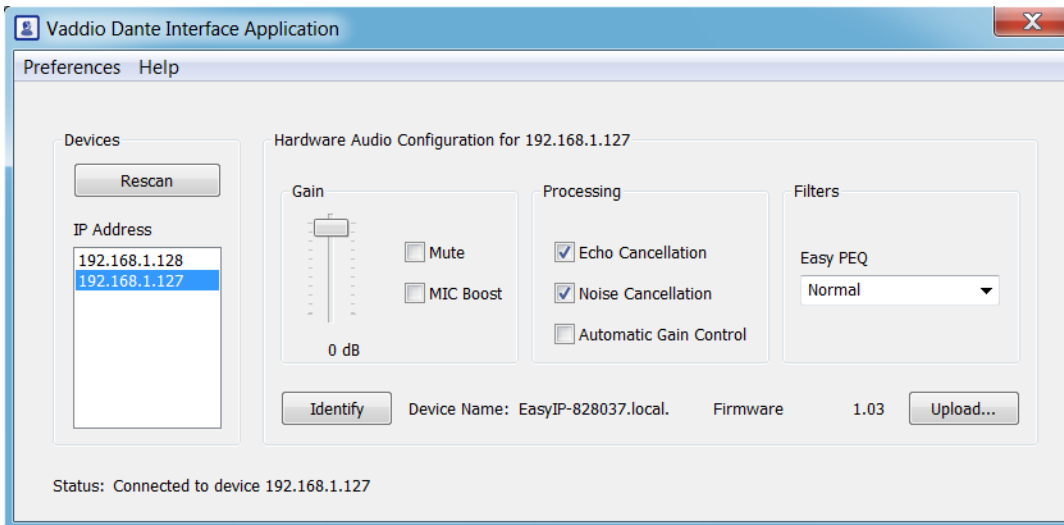 Vaddio Dante Interface Application
X
Preferences Help
Devices
Rescan
IP Address
192.168.1.128
192.168.1.127
Hardware Audio Configuration for 192.168.1.127
Gain
Mute
MIC Boost
0 dB
Processing
Echo Cancellation
Noise Cancellation
Automatic Gain Control
Filters
Easy PEQ
Normal
Identify Device Name: EasyIP-828037.local. Firmware 1.03 Upload...
Status: Connected to device 192.168.1.127